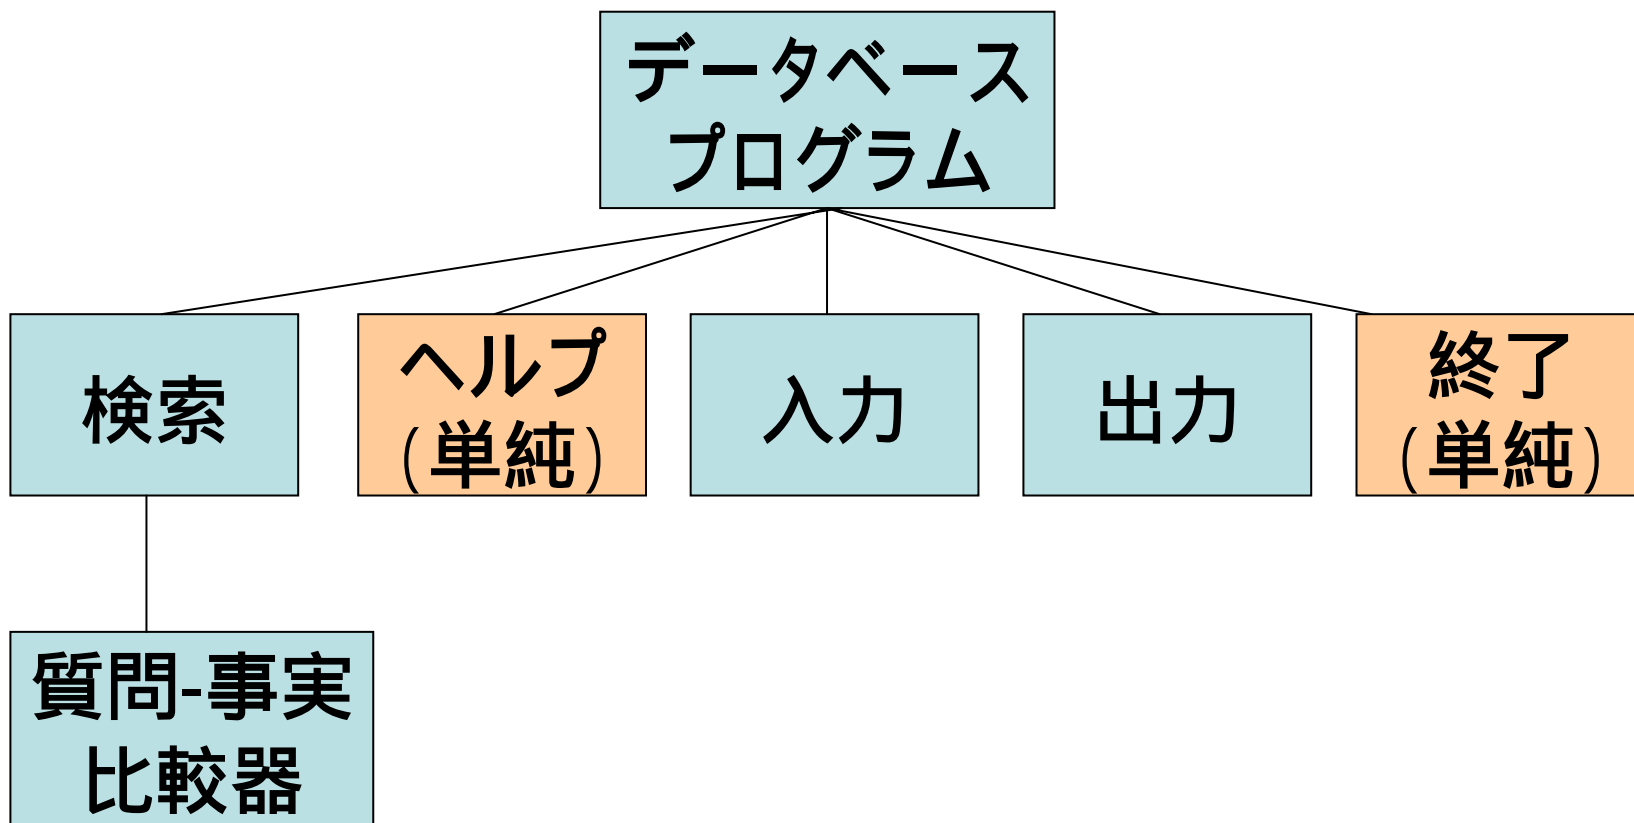 データベース
プログラム
検索
ヘルプ
(単純)
入力
出力
終了
(単純)
質問-事実
比較器